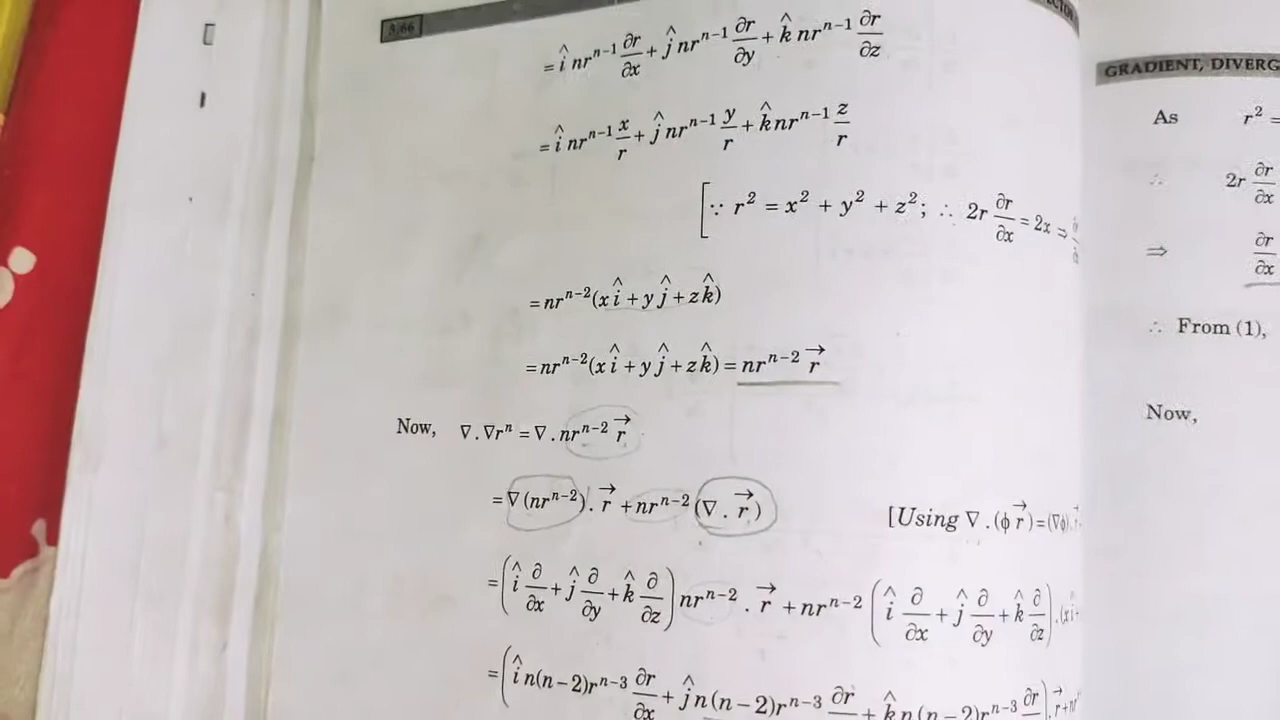 = î nr^{n-1} ∂r/∂x + ĵ nr^{n-1} ∂r/∂y + k̂ nr^{n-1} ∂r/∂z
= î nr^{n-1} x/r + ĵ nr^{n-1} y/r + k̂ nr^{n-1} z/r
[∵ r² = x² + y² + z²; ∴ 2r ∂r/∂x = 2x ⇒
= nr^{n-2}(x î + y ĵ + z k̂)
= nr^{n-2}(x î + y ĵ + z k̂) = nr^{n-2} r⃗
Now, ∇.∇r^n = ∇. nr^{n-2} r⃗
= ∇(nr^{n-2}). r⃗ + nr^{n-2} (∇. r⃗)
[Using ∇.(ϕ r⃗) = (∇ϕ).
= (î ∂/∂x + ĵ ∂/∂y + k̂ ∂/∂z) nr^{n-2} . r⃗ + nr^{n-2} (î ∂/∂x + ĵ ∂/∂y + k̂ ∂/∂z).(x î
= (î n(n-2)r^{n-3} ∂r/∂x + ĵ n(n-2)r^{n-3} ∂r/∂y + k̂ n(n-2)r^{n-3} ∂r/∂z). r⃗ +
GRADIENT, DIVERG
As r² =
∴ 2r ∂r/∂x
⇒ ∂r/∂x
∴ From (1),
Now,